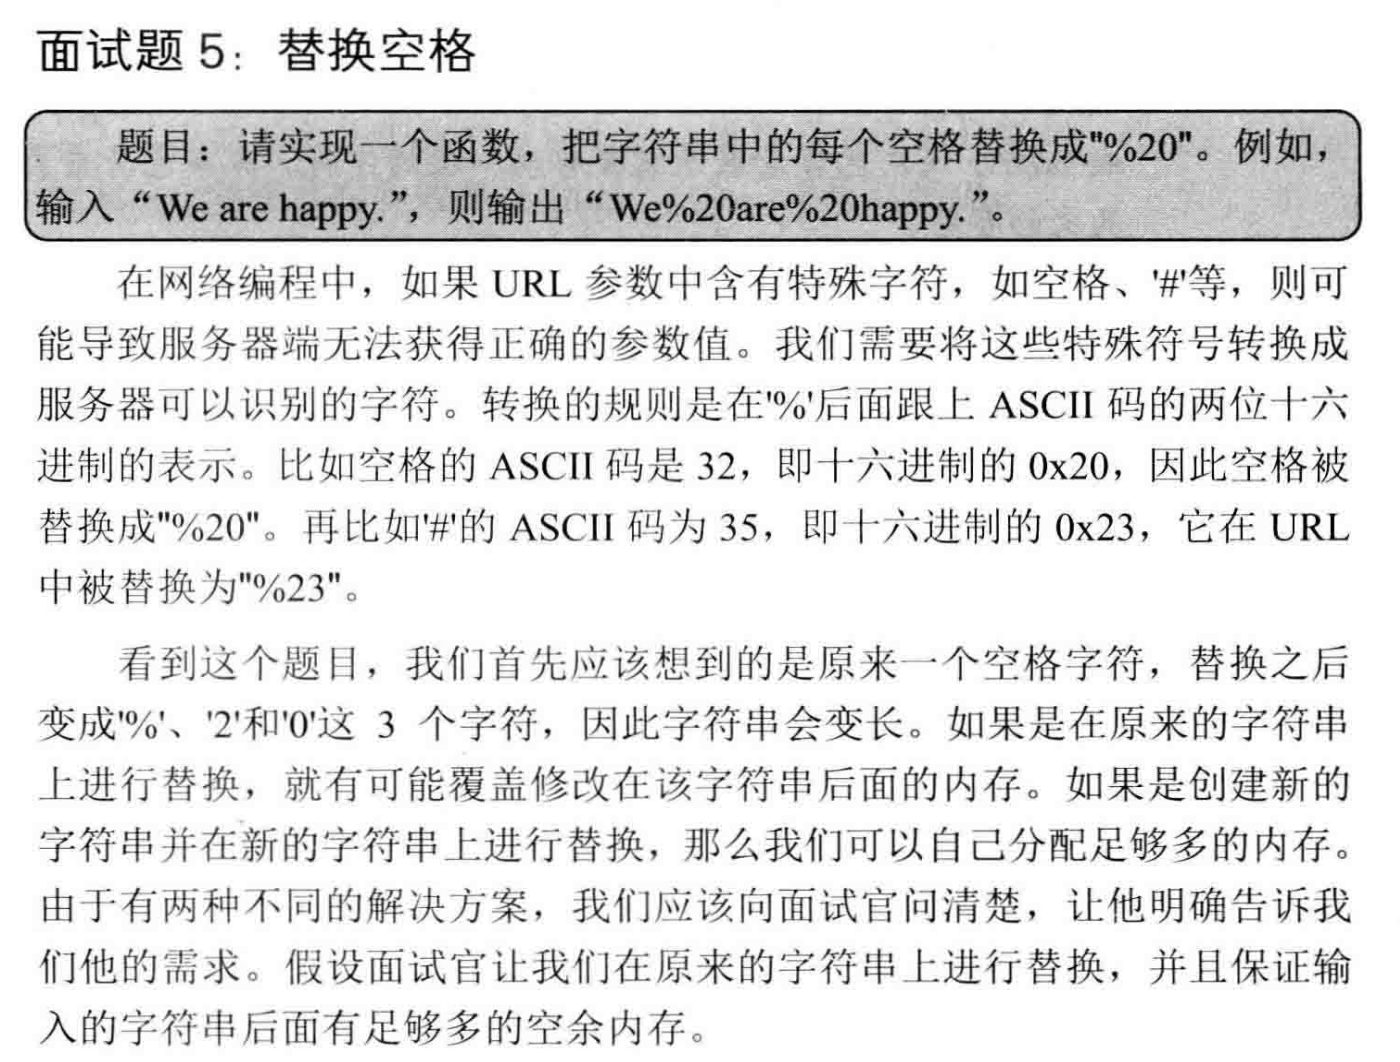 面试题 5：替换空格
题目：请实现一个函数，把字符串中的每个空格替换成"%20"。例如，
输入“We are happy.”，则输出“We%20are%20happy.”。
在网络编程中，如果 URL 参数中含有特殊字符，如空格、'#'等，则可
能导致服务器端无法获得正确的参数值。我们需要将这些特殊符号转换成
服务器可以识别的字符。转换的规则是在'%'后面跟上 ASCII 码的两位十六
进制的表示。比如空格的 ASCII 码是 32，即十六进制的 0x20，因此空格被
替换成"%20"。再比如'#'的 ASCII 码为 35，即十六进制的 0x23，它在 URL
中被替换为"%23"。
看到这个题目，我们首先应该想到的是原来一个空格字符，替换之后
变成'%'、'2'和'0'这 3 个字符，因此字符串会变长。如果是在原来的字符串
上进行替换，就有可能覆盖修改在该字符串后面的内存。如果是创建新的
字符串并在新的字符串上进行替换，那么我们可以自己分配足够多的内存。
由于有两种不同的解决方案，我们应该向面试官问清楚，让他明确告诉我
们他的需求。假设面试官让我们在原来的字符串上进行替换，并且保证输
入的字符串后面有足够多的空余内存。